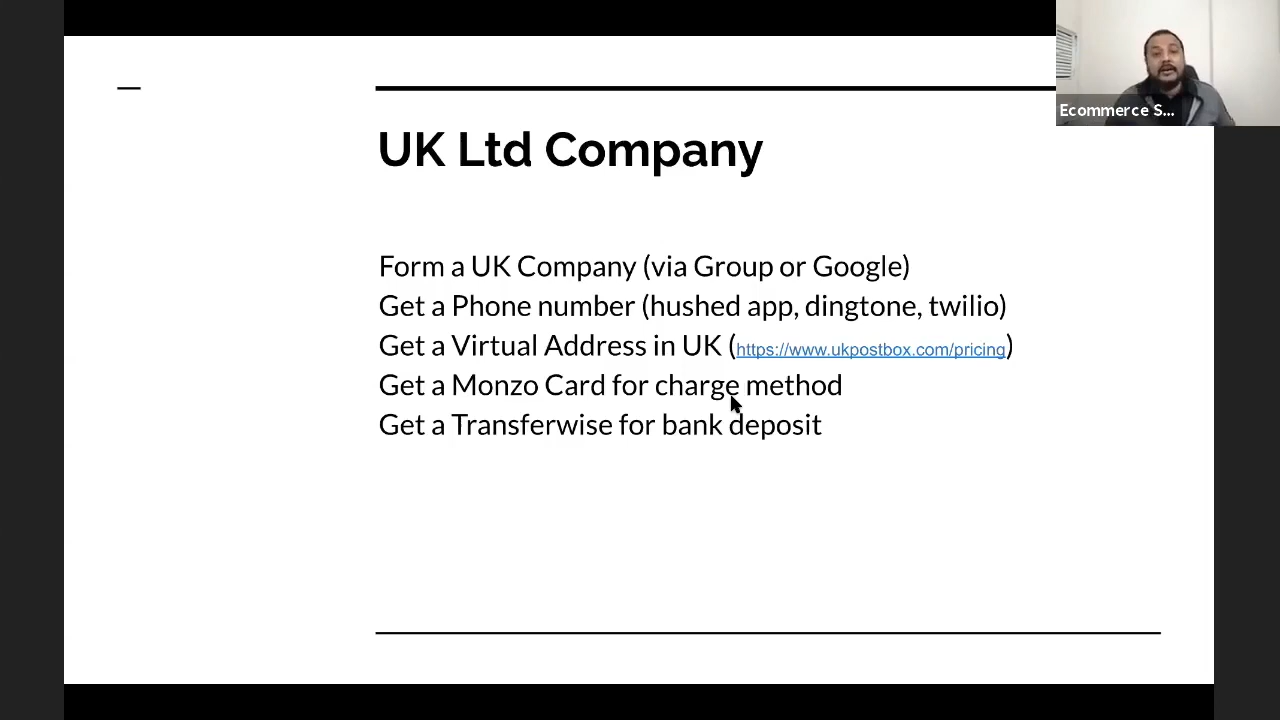 Ecommerce S...
UK Ltd Company
Form a UK Company (via Group or Google)
Get a Phone number (hushed app, dingtone, twilio)
Get a Virtual Address in UK (https://www.ukpostbox.com/pricing)
Get a Monzo Card for charge method
Get a Transferwise for bank deposit